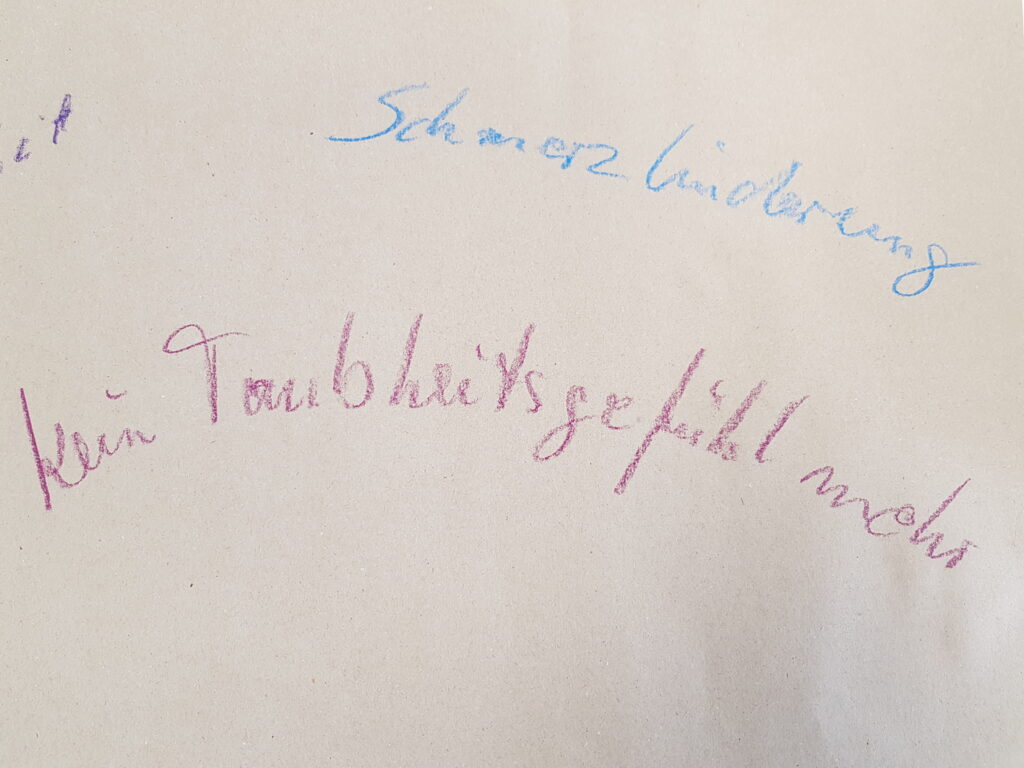 Schmerzlinderung
kein Taubheitsgefühl mehr